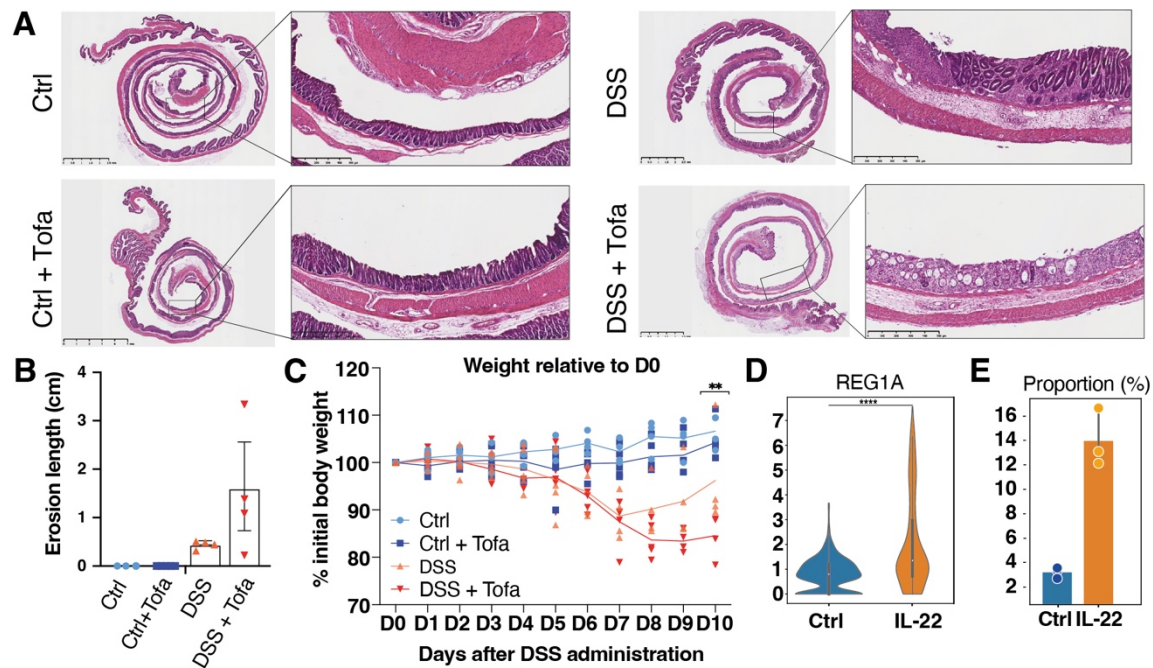 A
Ctrl
DSS
Ctrl + Tofa
DSS + Tofa
B
Erosion length (cm)
4
3
2
1
0
Ctrl
Ctrl+Tofa
DSS
DSS + Tofa
C
Weight relative to D0
% initial body weight
120
110
100
90
80
70
**
Ctrl
Ctrl + Tofa
DSS
DSS + Tofa
D0 D1 D2 D3 D4 D5 D6 D7 D8 D9 D10
Days after DSS administration
D
REG1A
****
7
6
5
4
3
2
1
0
Ctrl IL-22
E
Proportion (%)
16
14
12
10
8
6
4
2
Ctrl IL-22